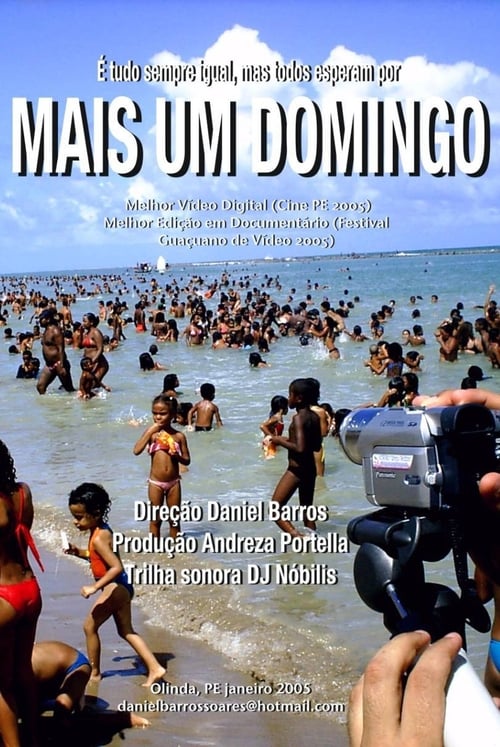 É tudo sempre igual, mas todos esperam por
MAIS UM DOMINGO
Melhor Vídeo Digital (Cine PE 2005)
Melhor Edição em Documentário (Festival
Guaçuano de Vídeo 2005)
Direção Daniel Barros
Produção Andreza Portella
Trilha sonora DJ Nóbilis
Panasonic
Olinda, PE janeiro 2005
danielbarrossoares@hotmail.com